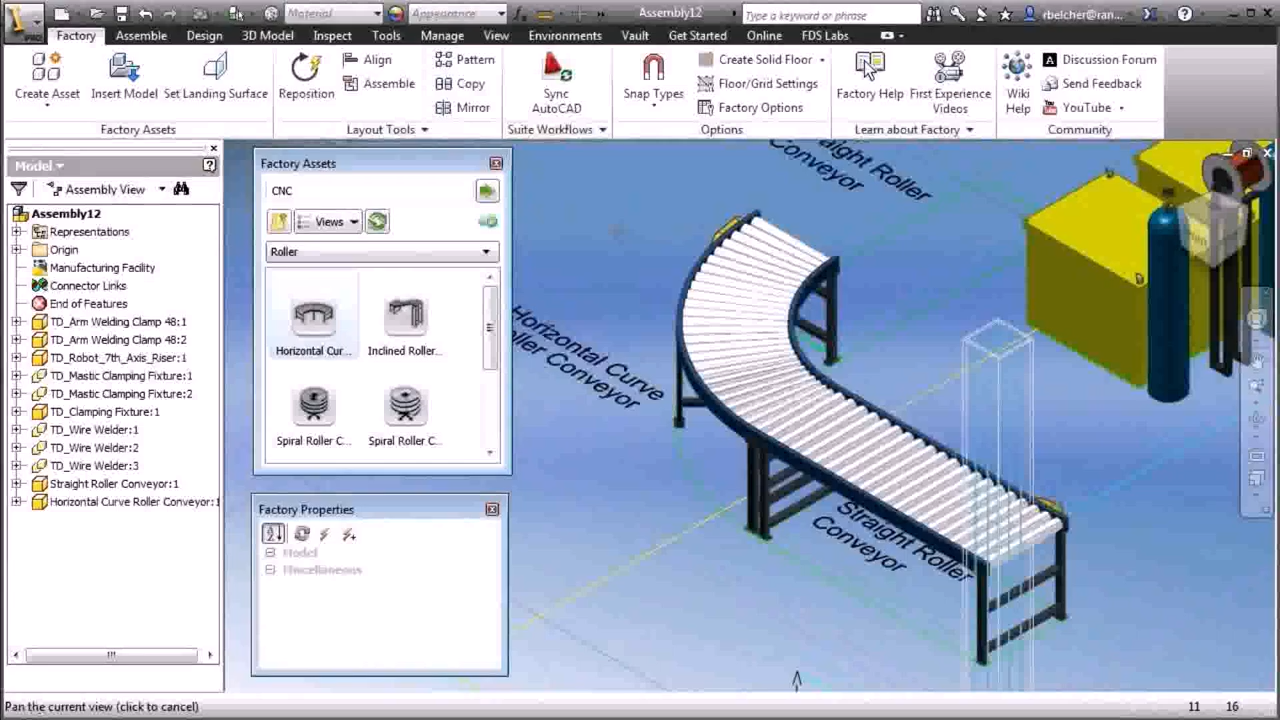 PRO
Material
Appearance
Assembly12
Type a keyword or phrase
rbelcher@ran...
Factory Assemble Design 3D Model Inspect Tools Manage View Environments Vault Get Started Online FDS Labs
Create Asset
Insert Model
Set Landing Surface
Factory Assets
Reposition
Align
Assemble
Pattern
Copy
Mirror
Layout Tools
Sync
AutoCAD
Suite Workflows
Snap Types
Create Solid Floor
Floor/Grid Settings
Factory Options
Options
Factory Help
First Experience
Videos
Learn about Factory
Wiki
Help
Discussion Forum
Send Feedback
YouTube
Community
Model
Assembly View
Assembly12
Representations
Origin
Manufacturing Facility
Connector Links
End of Features
TD_Arm Welding Clamp 48:1
TD_Arm Welding Clamp 48:2
TD_Robot_7th_Axis_Riser:1
TD_Mastic Clamping Fixture:1
TD_Mastic Clamping Fixture:2
TD_Clamping Fixture:1
TD_Wire Welder:1
TD_Wire Welder:2
TD_Wire Welder:3
Straight Roller Conveyor:1
Horizontal Curve Roller Conveyor:1
Factory Assets
CNC
Views
Roller
Horizontal Cur...
Inclined Roller...
Spiral Roller C...
Spiral Roller C...
Factory Properties
Model
Miscellaneous
Straight Roller
Conveyor
Horizontal Curve
Roller Conveyor
Straight Roller
Conveyor
Pan the current view (click to cancel)
11 16